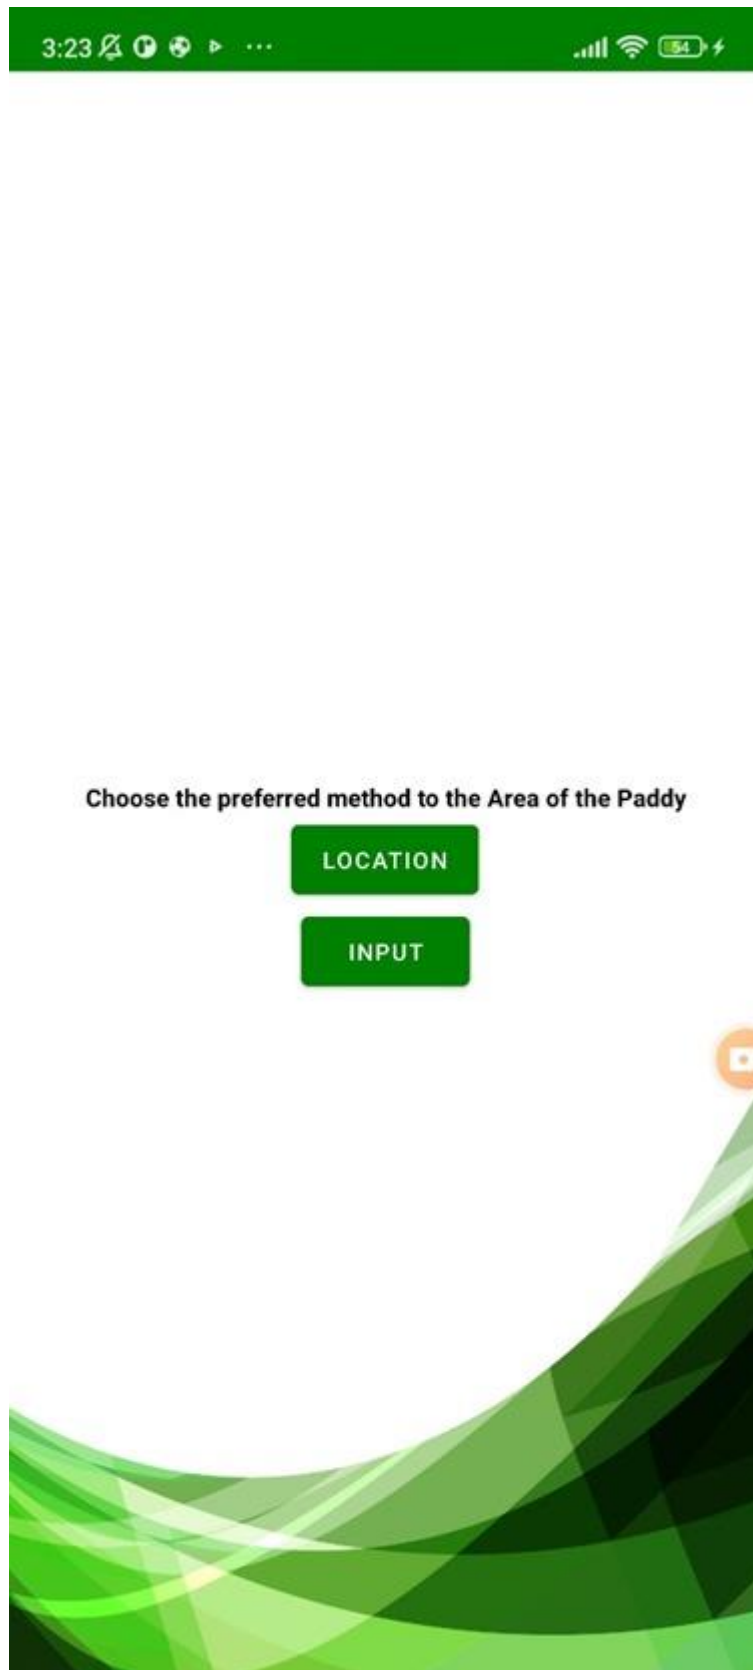 3:23
54
Choose the preferred method to the Area of the Paddy
LOCATION
INPUT